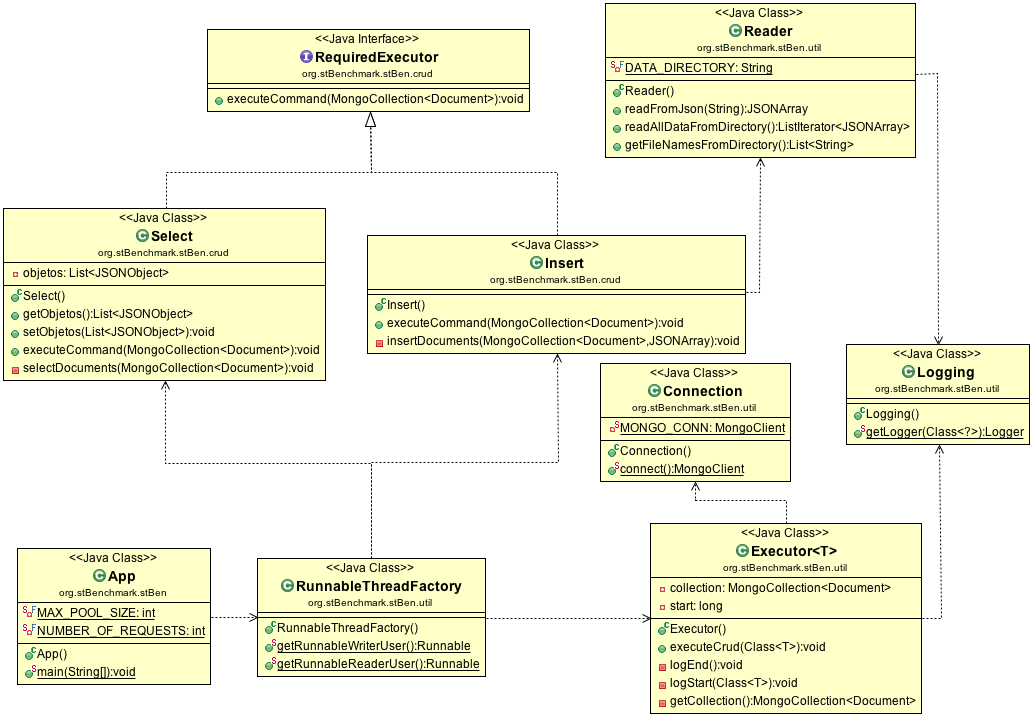 <<Java Interface>>
RequiredExecutor
org.stBenchmark.stBen.crud
executeCommand(MongoCollection<Document>):void
<<Java Class>>
Reader
org.stBenchmark.stBen.util
DATA_DIRECTORY: String
Reader()
readFromJson(String):JSONArray
readAllDataFromDirectory():ListIterator<JSONArray>
getFileNamesFromDirectory():List<String>
<<Java Class>>
Select
org.stBenchmark.stBen.crud
objetos: List<JSONObject>
Select()
getObjetos():List<JSONObject>
setObjetos(List<JSONObject>):void
executeCommand(MongoCollection<Document>):void
selectDocuments(MongoCollection<Document>):void
<<Java Class>>
Insert
org.stBenchmark.stBen.crud
Insert()
executeCommand(MongoCollection<Document>):void
insertDocuments(MongoCollection<Document>,JSONArray):void
<<Java Class>>
Connection
org.stBenchmark.stBen.util
MONGO_CONN: MongoClient
Connection()
connect():MongoClient
<<Java Class>>
Logging
org.stBenchmark.stBen.util
Logging()
getLogger(Class<?>):Logger
<<Java Class>>
App
org.stBenchmark.stBen
MAX_POOL_SIZE: int
NUMBER_OF_REQUESTS: int
App()
main(String[]):void
<<Java Class>>
RunnableThreadFactory
org.stBenchmark.stBen.util
RunnableThreadFactory()
getRunnableWriterUser():Runnable
getRunnableReaderUser():Runnable
<<Java Class>>
Executor<T>
org.stBenchmark.stBen.util
collection: MongoCollection<Document>
start: long
Executor()
executeCrud(Class<T>):void
logEnd():void
logStart(Class<T>):void
getCollection():MongoCollection<Document>